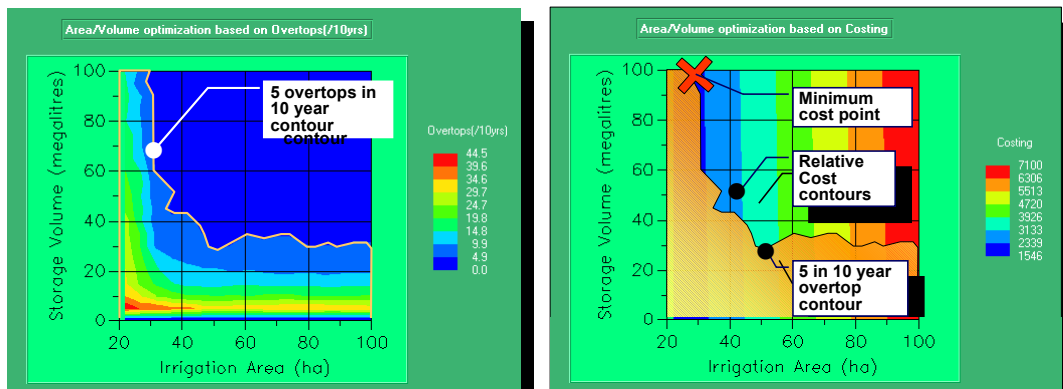 Area/Volume optimization based on Overtops(/10yrs)
Storage Volume (megalitres)
100
80
60
40
20
0
20
40
60
80
100
Irrigation Area (ha)
5 overtops in
10 year
contour
contour
Overtops(/10yrs)
44.5
39.6
34.6
29.7
24.7
19.8
14.8
9.9
4.9
0.0
Area/Volume optimization based on Costing
Storage Volume (megalitres)
100
80
60
40
20
0
20
40
60
80
100
Irrigation Area (ha)
Minimum
cost point
Relative
Cost
contours
5 in 10 year
overtop
contour
Costing
7100
6306
5513
4720
3926
3133
2339
1546